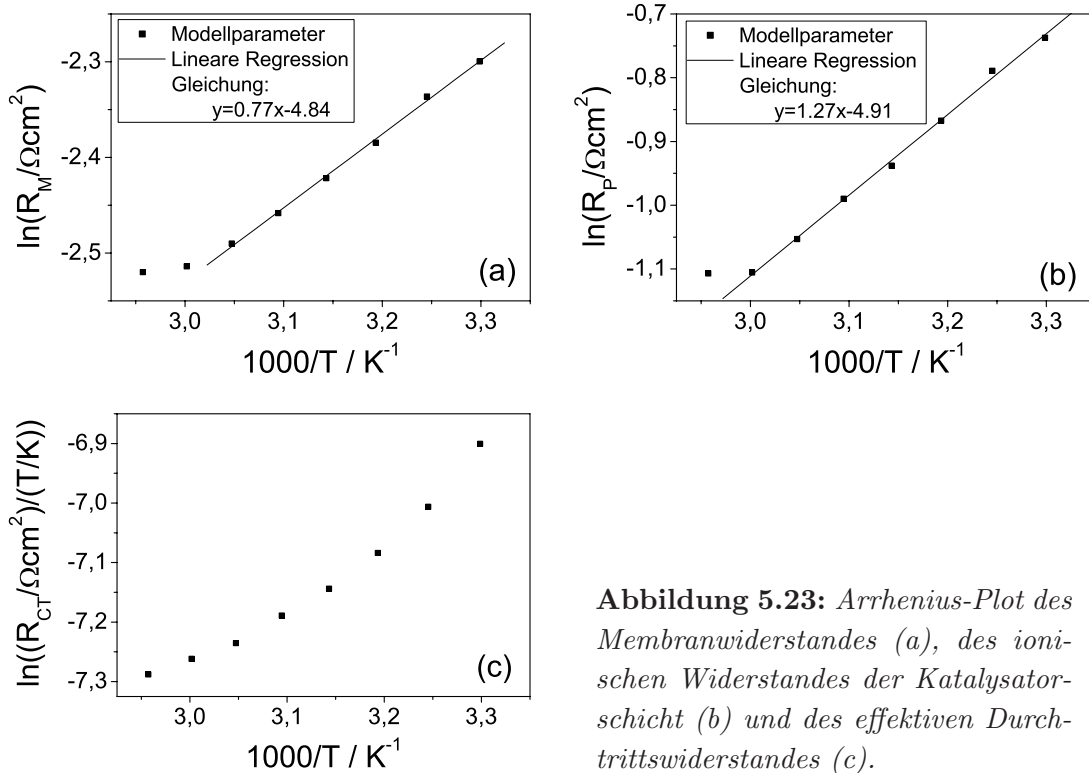 Modellparameter
Lineare Regression
Gleichung:
y=0.77x-4.84
-2,3
-2,4
-2,5
ln(R_M/Ωcm²)
(a)
3,0 3,1 3,2 3,3
1000/T / K⁻¹
Modellparameter
Lineare Regression
Gleichung:
y=1.27x-4.91
-0,7
-0,8
-0,9
-1,0
-1,1
ln(R_P/Ωcm²)
(b)
3,0 3,1 3,2 3,3
1000/T / K⁻¹
-6,9
-7,0
-7,1
-7,2
-7,3
ln((R_CT/Ωcm²)/(T/K))
(c)
3,0 3,1 3,2 3,3
1000/T / K⁻¹
Abbildung 5.23: Arrhenius-Plot des
Membranwiderstandes (a), des ioni-
schen Widerstandes der Katalysator-
schicht (b) und des effektiven Durch-
trittswiderstandes (c).